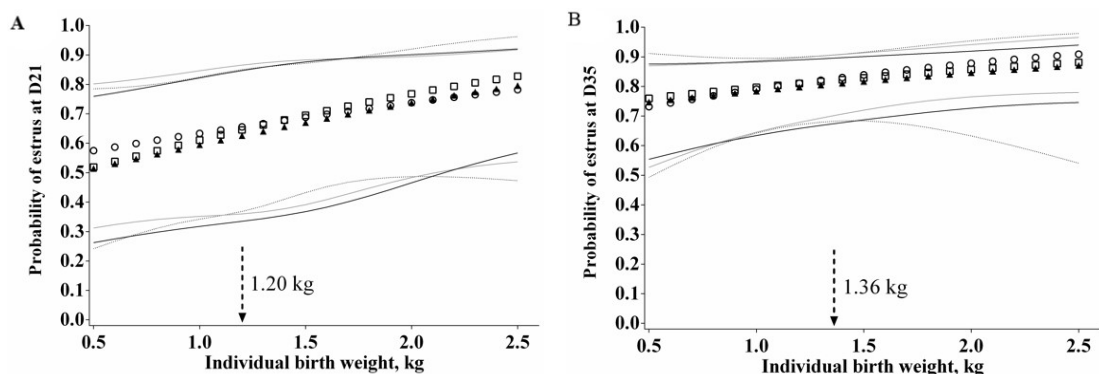 A
Probability of estrus at D21
1.0
0.9
0.8
0.7
0.6
0.5
0.4
0.3
0.2
0.1
0.0
1.20 kg
0.5 1.0 1.5 2.0 2.5
Individual birth weight, kg
B
Probability of estrus at D35
1.0
0.9
0.8
0.7
0.6
0.5
0.4
0.3
0.2
0.1
0.0
1.36 kg
0.5 1.0 1.5 2.0 2.5
Individual birth weight, kg